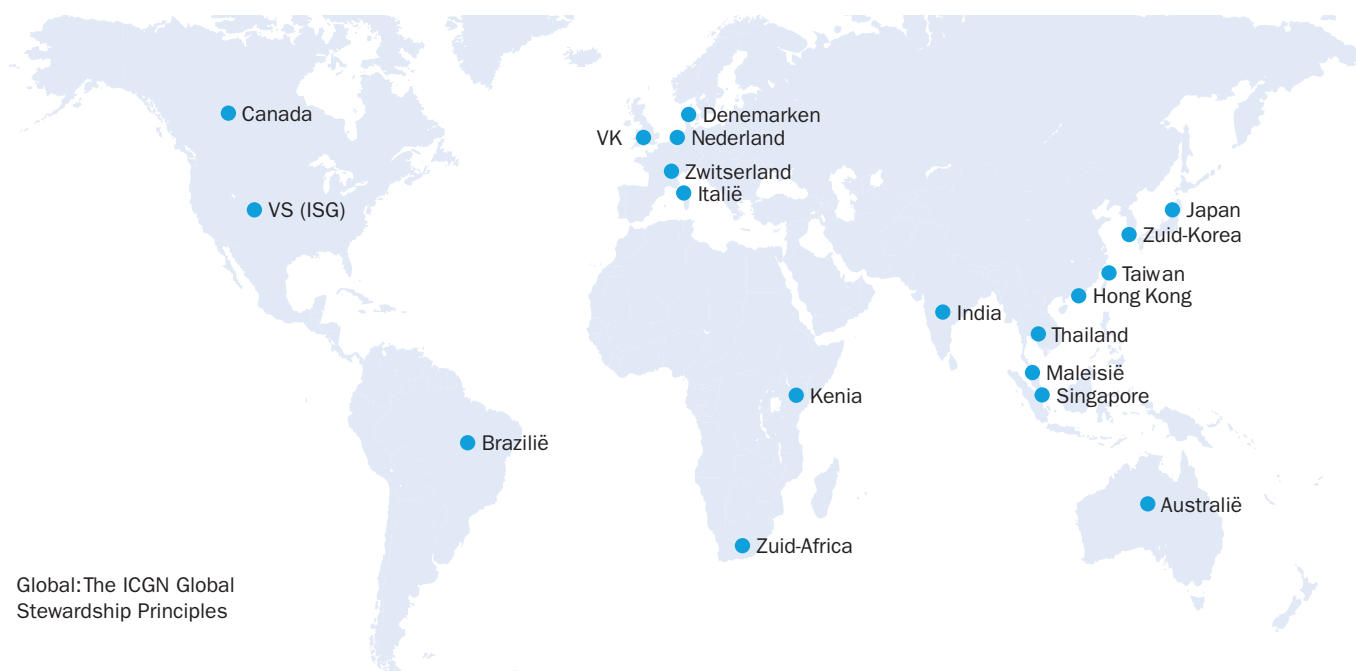 Canada
VS (ISG)
Brazilië
VK
Denemarken
Nederland
Zwitserland
Italië
Kenia
Zuid-Africa
India
Japan
Zuid-Korea
Taiwan
Hong Kong
Thailand
Maleisië
Singapore
Australië
Global: The ICGN Global
Stewardship Principles